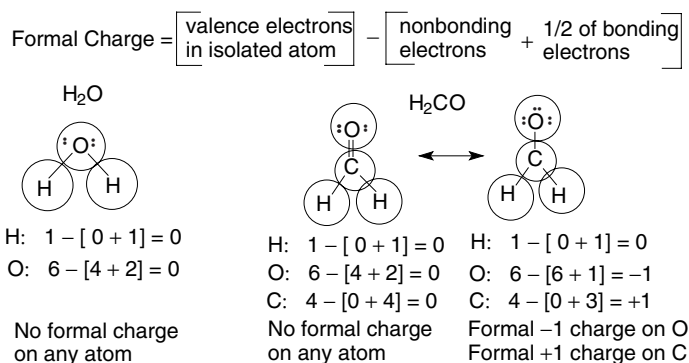 Formal Charge = [valence electrons in isolated atom] − [nonbonding electrons + 1/2 of bonding electrons]
H₂O
H₂CO
:O:
H H
:O:
C
H H
:Ö:
C
H H
H: 1 – [ 0 + 1] = 0
O: 6 – [4 + 2] = 0
No formal charge
on any atom
H: 1 – [ 0 + 1] = 0
O: 6 – [4 + 2] = 0
C: 4 – [0 + 4] = 0
No formal charge
on any atom
H: 1 – [ 0 + 1] = 0
O: 6 – [6 + 1] = −1
C: 4 – [0 + 3] = +1
Formal −1 charge on O
Formal +1 charge on C